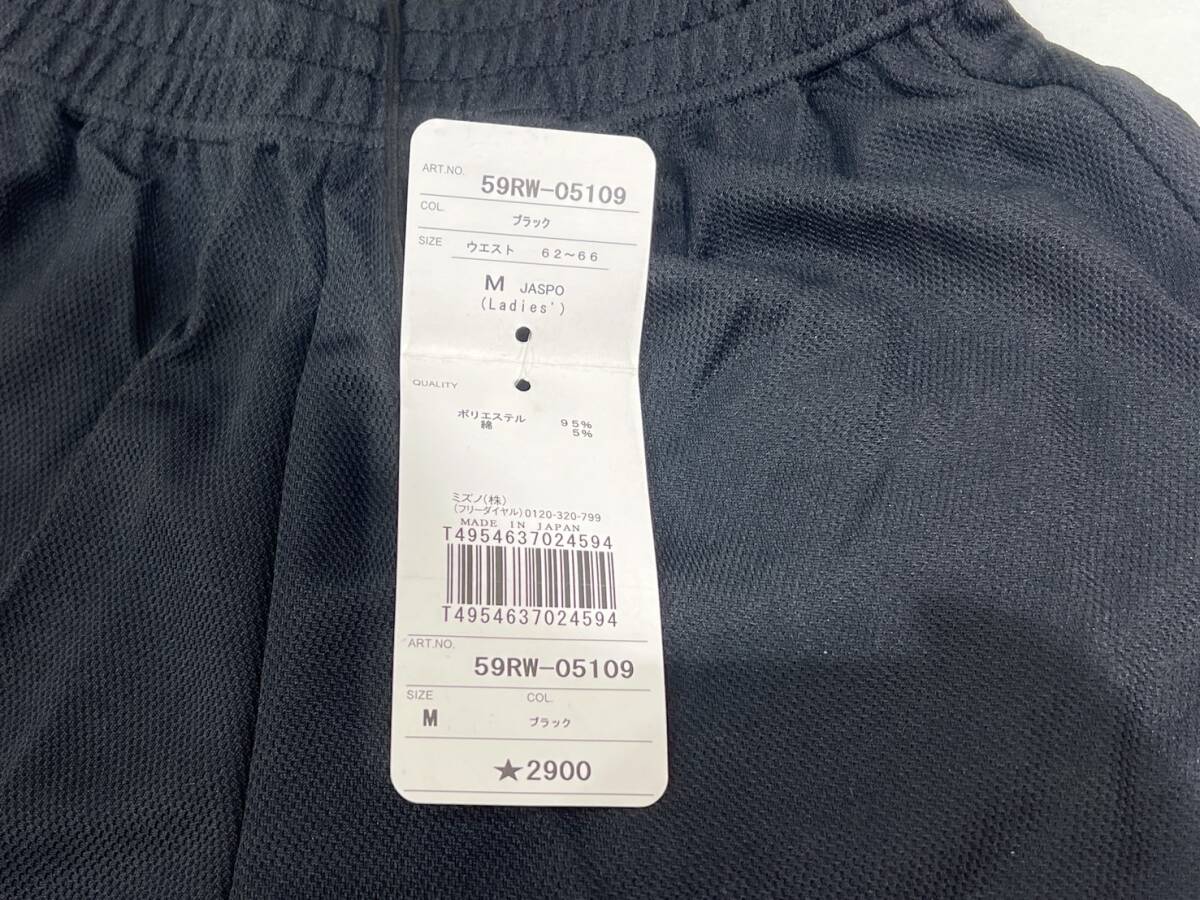 ART.NO. 59RW-05109
COL. ブラック
SIZE ウエスト 62～66
M JASPO
(Ladies')
QUALITY
ポリエステル 95%
綿 5%
ミズノ(株)
(フリーダイヤル)0120-320-799
MADE IN JAPAN
T4954637024594
T4954637024594
ART.NO.
59RW-05109
SIZE COL.
M ブラック
★2900